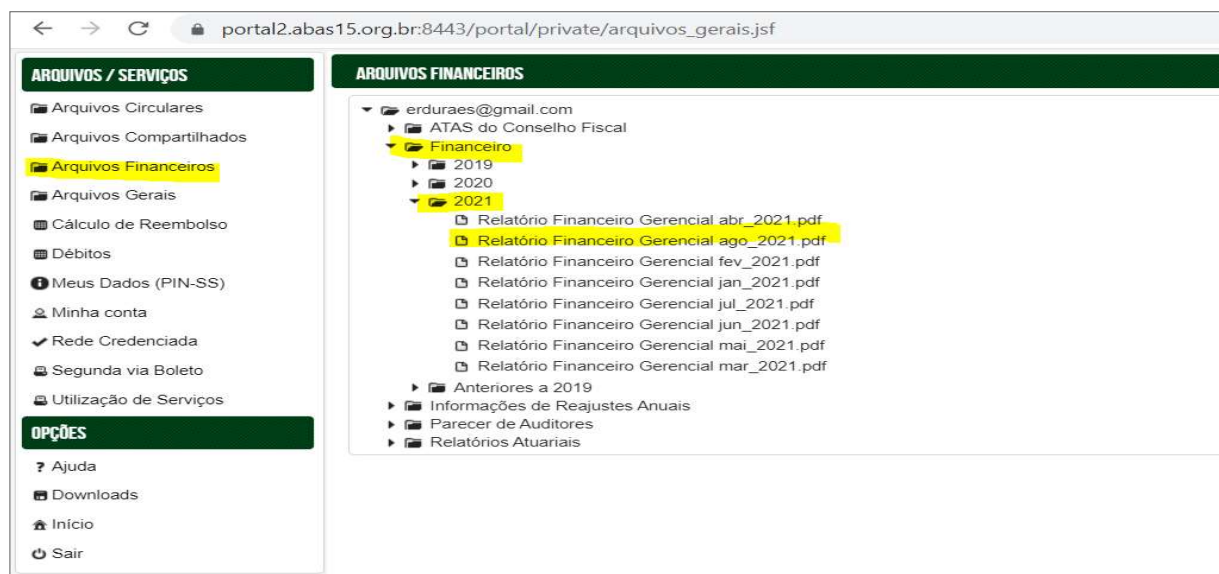 portal2.abas15.org.br:8443/portal/private/arquivos_gerais.jsf
ARQUIVOS / SERVIÇOS
Arquivos Circulares
Arquivos Compartilhados
Arquivos Financeiros
Arquivos Gerais
Cálculo de Reembolso
Débitos
Meus Dados (PIN-SS)
Minha conta
Rede Credenciada
Segunda via Boleto
Utilização de Serviços
OPÇÕES
Ajuda
Downloads
Início
Sair
ARQUIVOS FINANCEIROS
erduraes@gmail.com
ATAS do Conselho Fiscal
Financeiro
2019
2020
2021
Relatório Financeiro Gerencial abr_2021.pdf
Relatório Financeiro Gerencial ago_2021.pdf
Relatório Financeiro Gerencial fev_2021.pdf
Relatório Financeiro Gerencial jan_2021.pdf
Relatório Financeiro Gerencial jul_2021.pdf
Relatório Financeiro Gerencial jun_2021.pdf
Relatório Financeiro Gerencial mai_2021.pdf
Relatório Financeiro Gerencial mar_2021.pdf
Anteriores a 2019
Informações de Reajustes Anuais
Parecer de Auditores
Relatórios Atuariais